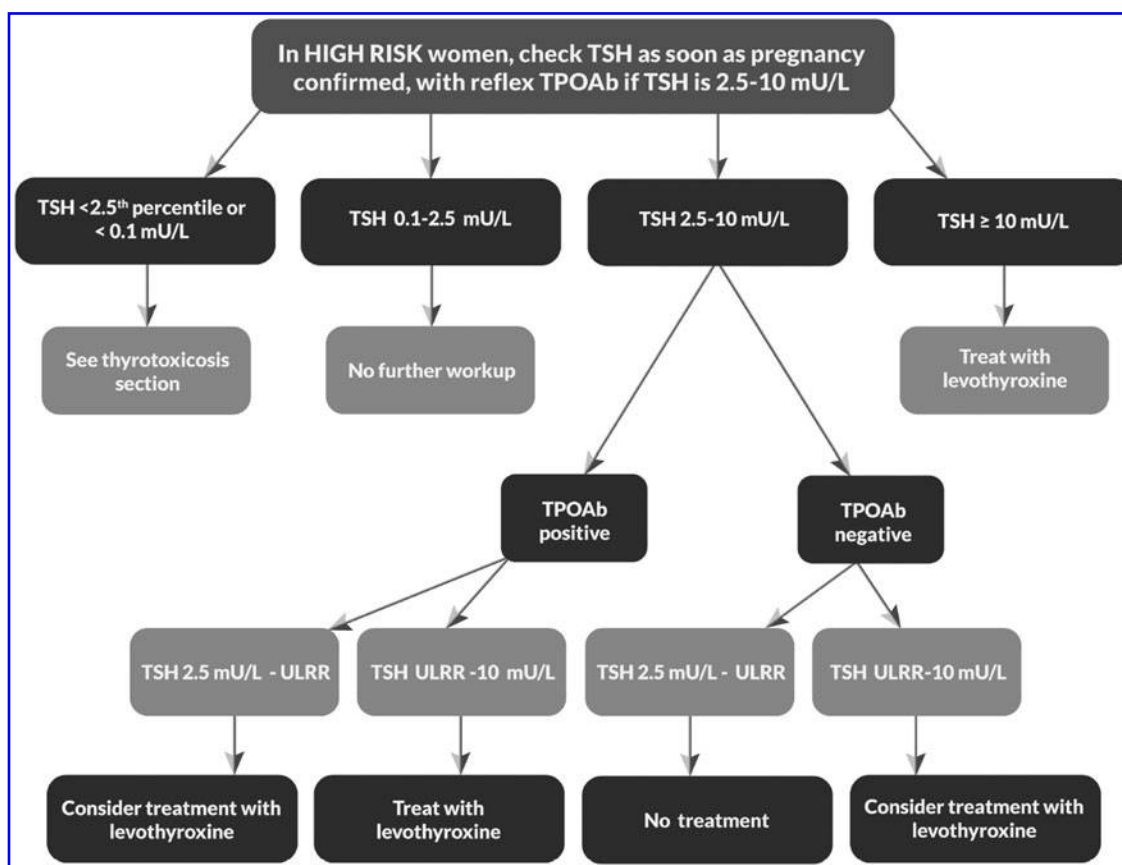 In HIGH RISK women, check TSH as soon as pregnancy
confirmed, with reflex TPOAb if TSH is 2.5-10 mU/L
TSH <2.5th percentile or
< 0.1 mU/L
TSH 0.1-2.5 mU/L
TSH 2.5-10 mU/L
TSH ≥ 10 mU/L
See thyrotoxicosis
section
No further workup
Treat with
levothyroxine
TPOAb
positive
TPOAb
negative
TSH 2.5 mU/L - ULRR
TSH ULRR -10 mU/L
TSH 2.5 mU/L - ULRR
TSH ULRR-10 mU/L
Consider treatment with
levothyroxine
Treat with
levothyroxine
No treatment
Consider treatment with
levothyroxine